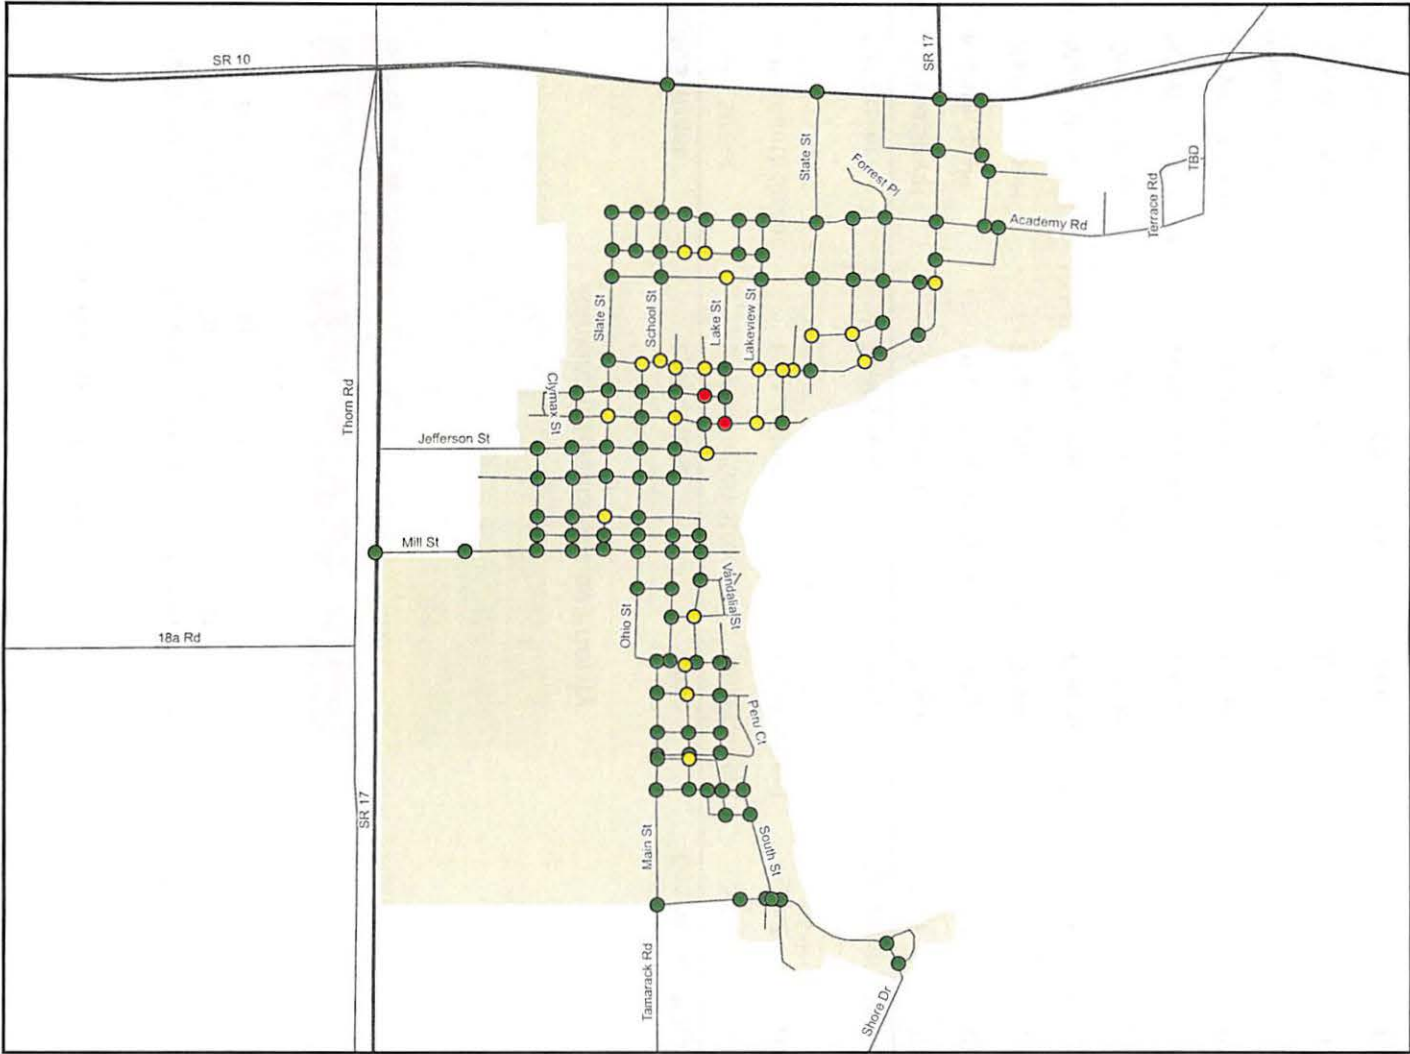 SR 10
SR 17
State St
Forrest Pl
TBD
Terrace Rd
Academy Rd
Slate St
School St
Lake St
Lakeview St
Thorn Rd
Clymax St
Jefferson St
Mill St
Vandalia St
Ohio St
18a Rd
Peru Ct
SR 17
Main St
South St
Tamarack Rd
Shore Dr